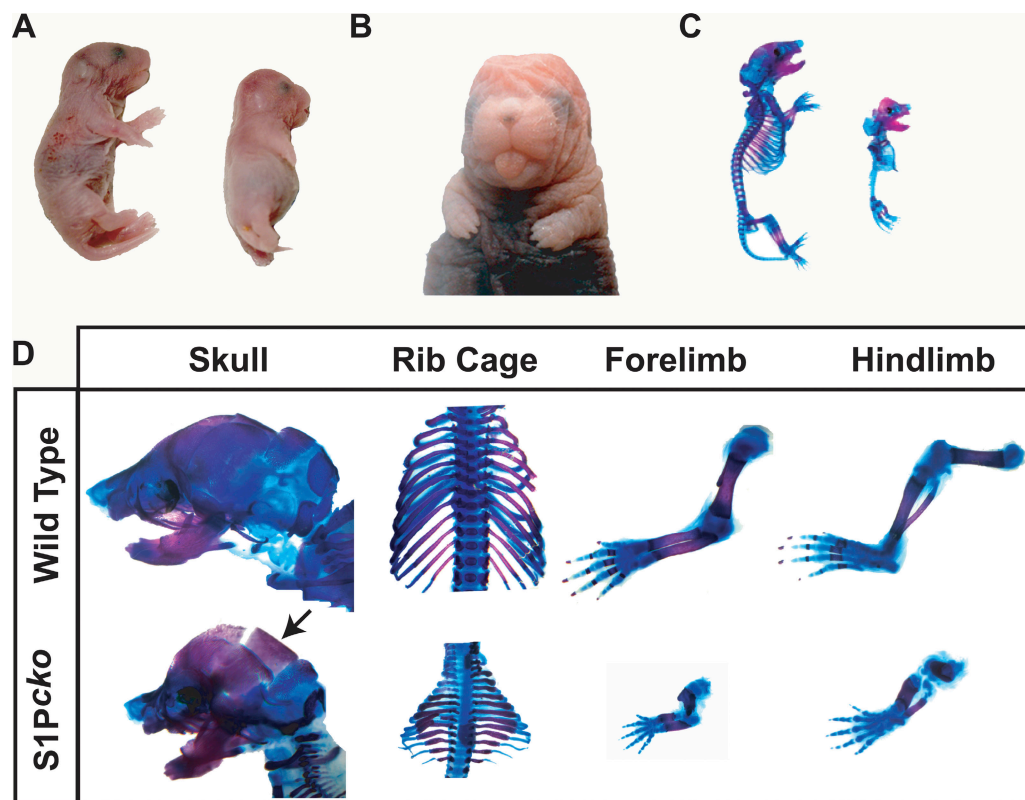 A
B
C
D
Skull
Rib Cage
Forelimb
Hindlimb
Wild Type
S1Pcko